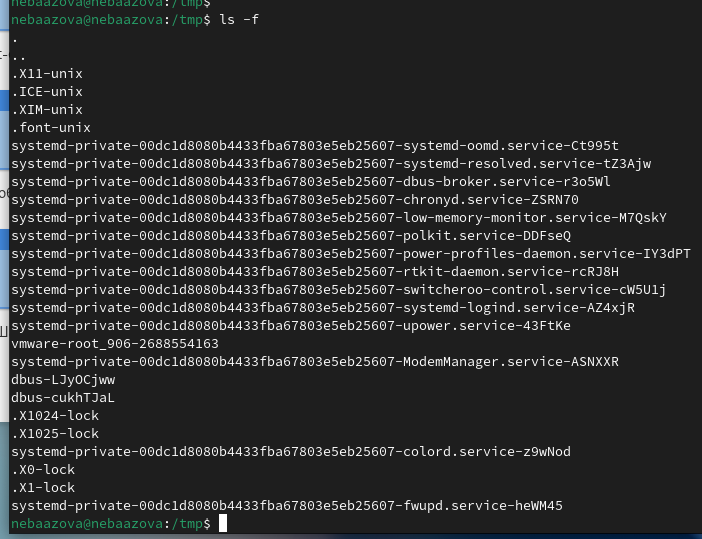 nebaazova@nebaazova:/tmp$
nebaazova@nebaazova:/tmp$ ls -f
.
..
.X11-unix
.ICE-unix
.XIM-unix
.font-unix
systemd-private-00dc1d8080b4433fba67803e5eb25607-systemd-oomd.service-Ct995t
systemd-private-00dc1d8080b4433fba67803e5eb25607-systemd-resolved.service-tZ3Ajw
systemd-private-00dc1d8080b4433fba67803e5eb25607-dbus-broker.service-r3o5Wl
systemd-private-00dc1d8080b4433fba67803e5eb25607-chronyd.service-ZSRN70
systemd-private-00dc1d8080b4433fba67803e5eb25607-low-memory-monitor.service-M7QskY
systemd-private-00dc1d8080b4433fba67803e5eb25607-polkit.service-DDFseQ
systemd-private-00dc1d8080b4433fba67803e5eb25607-power-profiles-daemon.service-IY3dPT
systemd-private-00dc1d8080b4433fba67803e5eb25607-rtkit-daemon.service-rcRJ8H
systemd-private-00dc1d8080b4433fba67803e5eb25607-switcheroo-control.service-cW5U1j
systemd-private-00dc1d8080b4433fba67803e5eb25607-systemd-logind.service-AZ4xjR
systemd-private-00dc1d8080b4433fba67803e5eb25607-upower.service-43FtKe
vmware-root_906-2688554163
systemd-private-00dc1d8080b4433fba67803e5eb25607-ModemManager.service-ASNXXR
dbus-LJyOCjww
dbus-cukhTJaL
.X1024-lock
.X1025-lock
systemd-private-00dc1d8080b4433fba67803e5eb25607-colord.service-z9wNod
.X0-lock
.X1-lock
systemd-private-00dc1d8080b4433fba67803e5eb25607-fwupd.service-heWM45
nebaazova@nebaazova:/tmp$